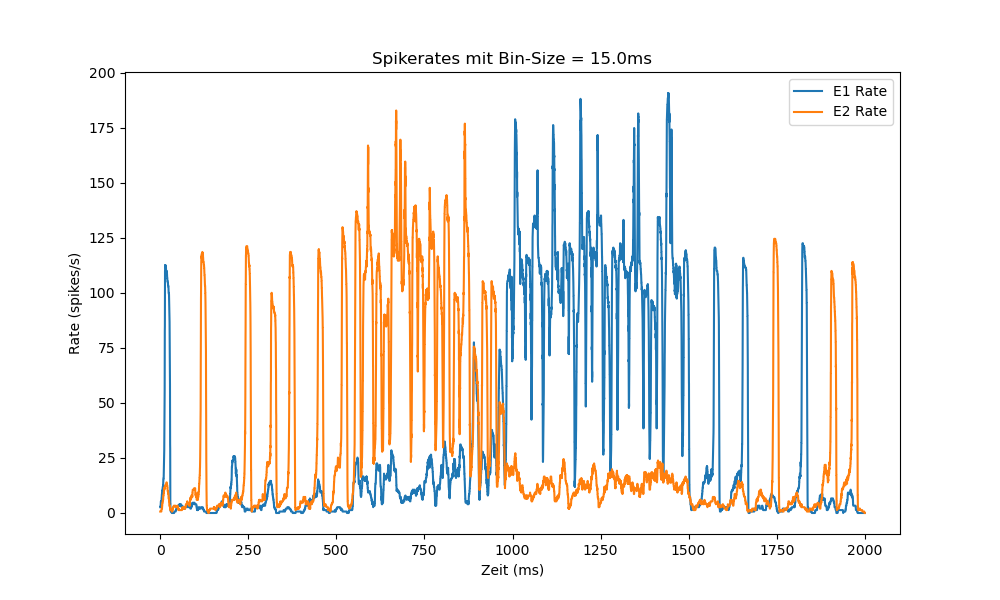 Spikerates mit Bin-Size = 15.0ms
E1 Rate
E2 Rate
200
175
150
125
100
75
50
25
0
Rate (spikes/s)
0 250 500 750 1000 1250 1500 1750 2000
Zeit (ms)